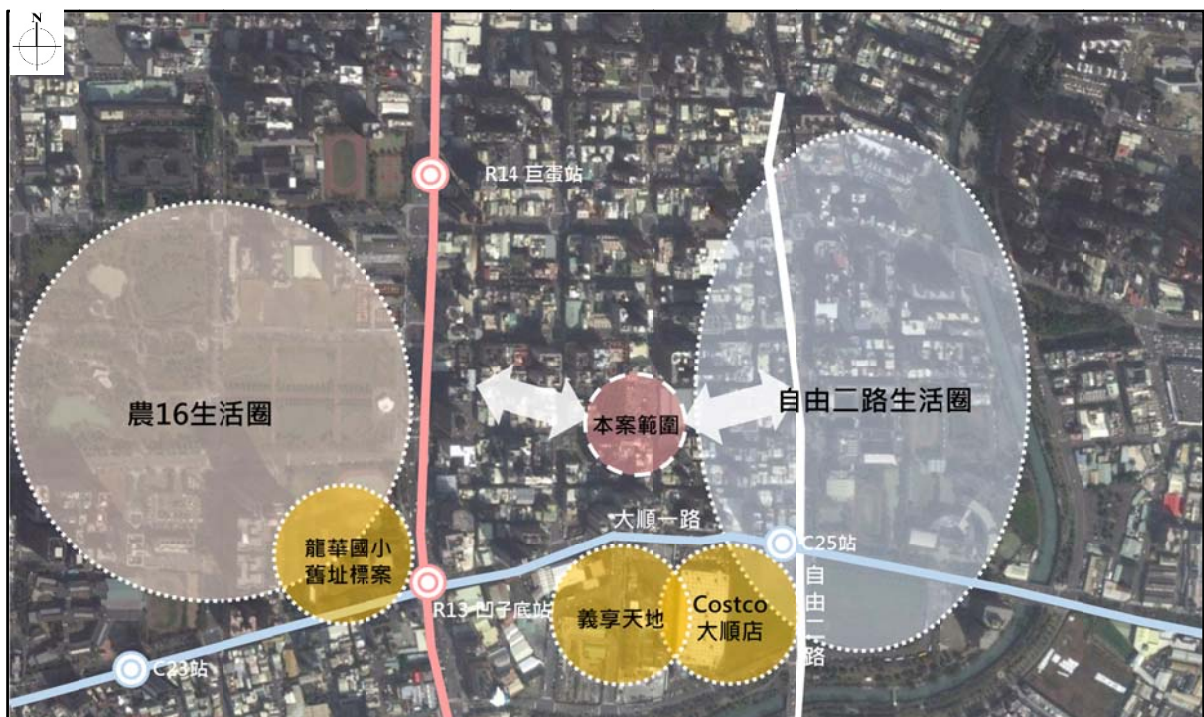 N
R14 巨蛋站
農16生活圈
本案範圍
自由二路生活圈
大順一路
龍華國小
舊址標案
R13 凹子底站
義享天地
Costco
大順店
C25站
自由二路
C23站